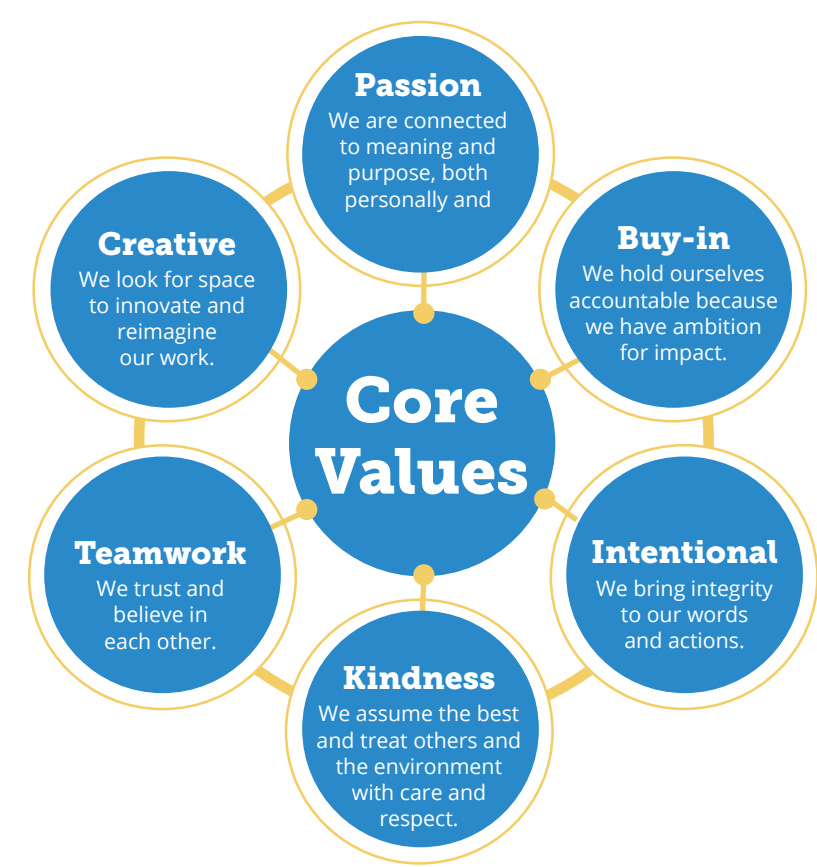 Passion
We are connected
to meaning and
purpose, both
personally and
Buy-in
We hold ourselves
accountable because
we have ambition
for impact.
Intentional
We bring integrity
to our words
and actions.
Kindness
We assume the best
and treat others and
the environment
with care and
respect.
Teamwork
We trust and
believe in
each other.
Creative
We look for space
to innovate and
reimagine
our work.
Core
Values